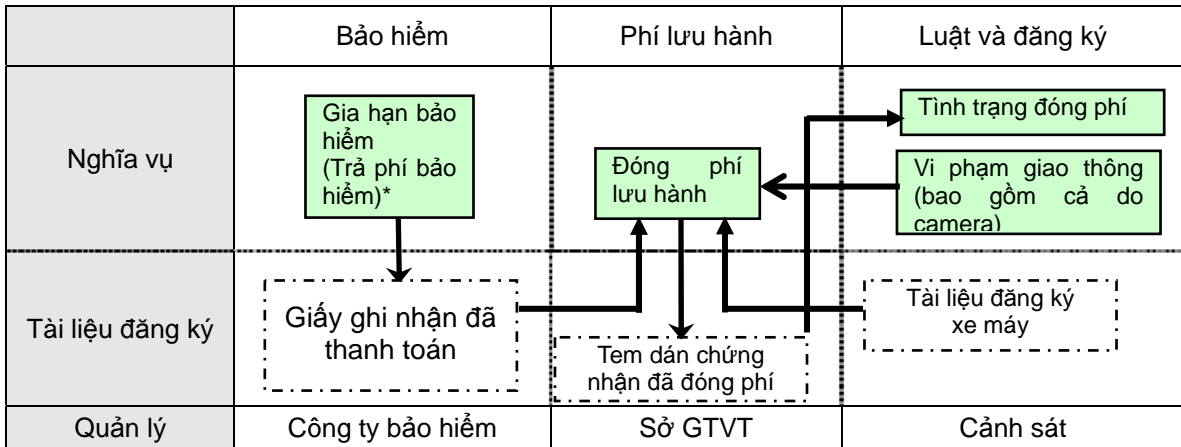 Bảo hiểm
Phí lưu hành
Luật và đăng ký
Nghĩa vụ
Gia hạn bảo
hiểm
(Trả phí bảo
hiểm)*
Đóng phí
lưu hành
Tình trạng đóng phí
Vi phạm giao thông
(bao gồm cả do
camera)
Tài liệu đăng ký
Giấy ghi nhận đã
thanh toán
Tem dán chứng
nhận đã đóng phí
Tài liệu đăng ký
xe máy
Quản lý
Công ty bảo hiểm
Sở GTVT
Cảnh sát